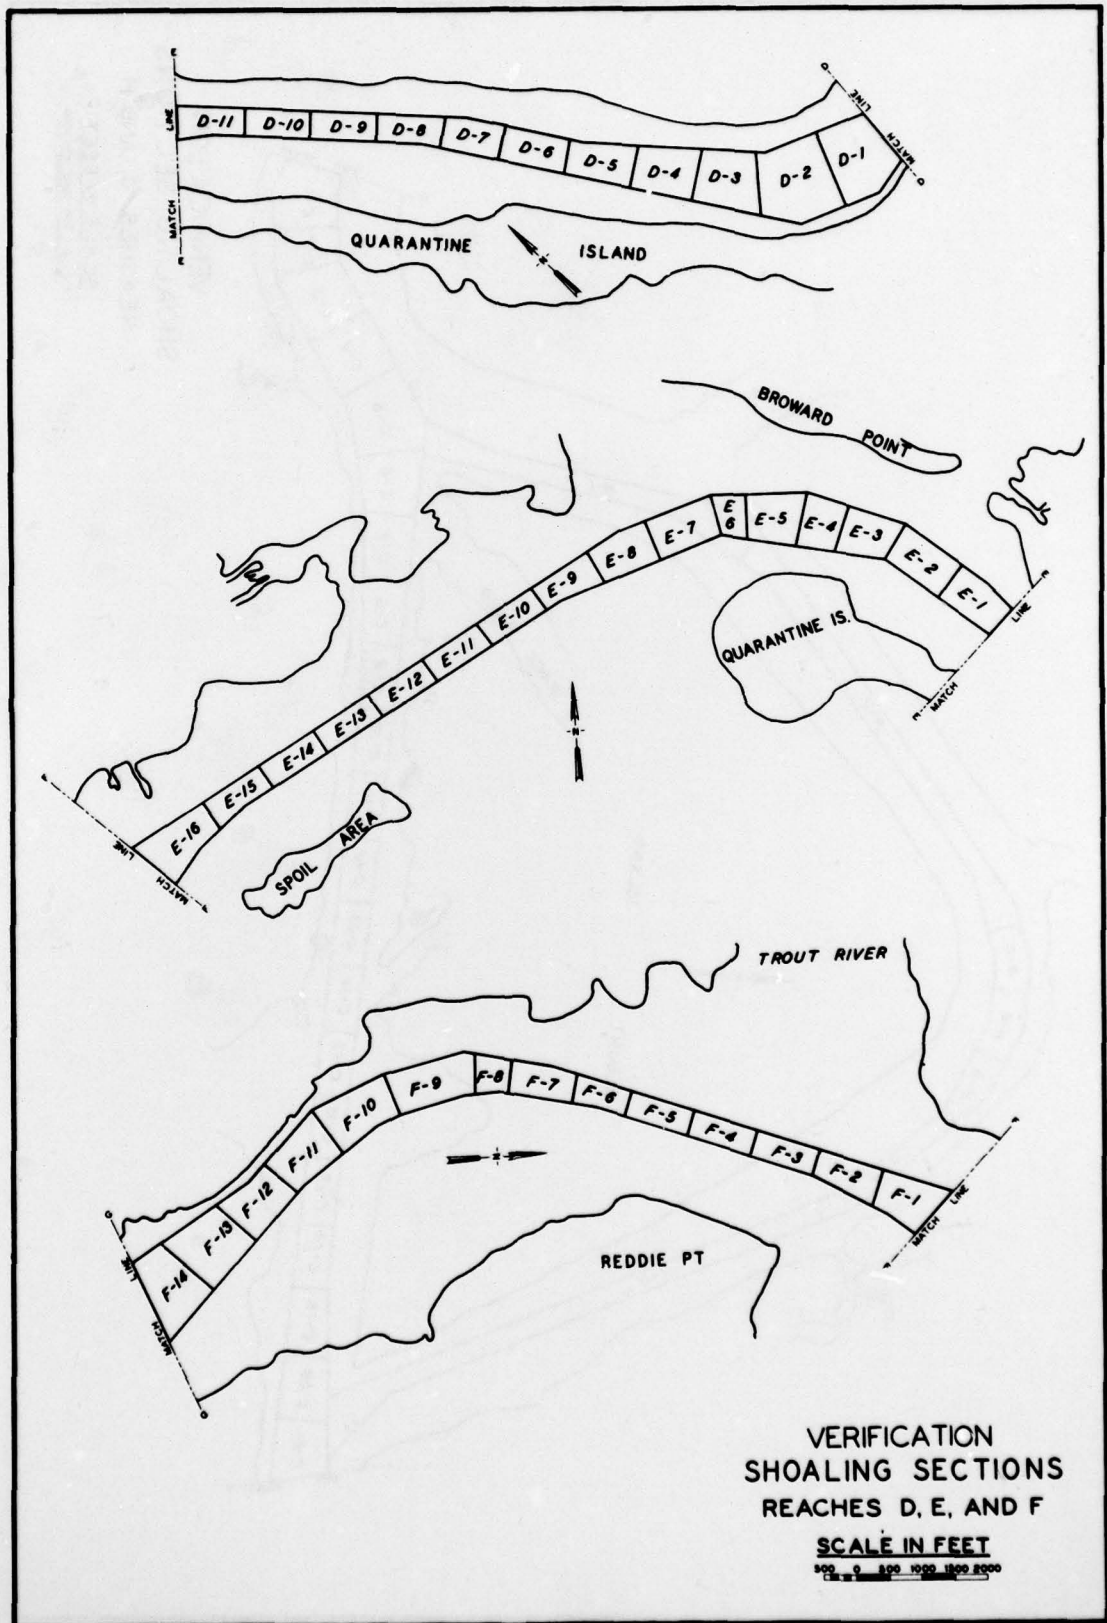 E
D
LINE
LINE
MATCH
D-11 D-10 D-9 D-8 D-7 D-6 D-5 D-4 D-3 D-2 D-1
D
MATCH
E
QUARANTINE ISLAND
N
BROWARD POINT
E-16 E-15 E-14 E-13 E-12 E-11 E-10 E-9 E-8 E-7 E 6 E-5 E-4 E-3 E-2 E-1
E
LINE
MATCH
E
QUARANTINE IS.
N
F
LINE
MATCH
F
SPOIL AREA
TROUT RIVER
F-14 F-13 F-12 F-11 F-10 F-9 F-8 F-7 F-6 F-5 F-4 F-3 F-2 F-1
F
LINE
MATCH
F
N
REDDIE PT
G
LINE
MATCH
G
VERIFICATION
SHOALING SECTIONS
REACHES D, E, AND F
SCALE IN FEET
500 0 500 1000 1500 2000